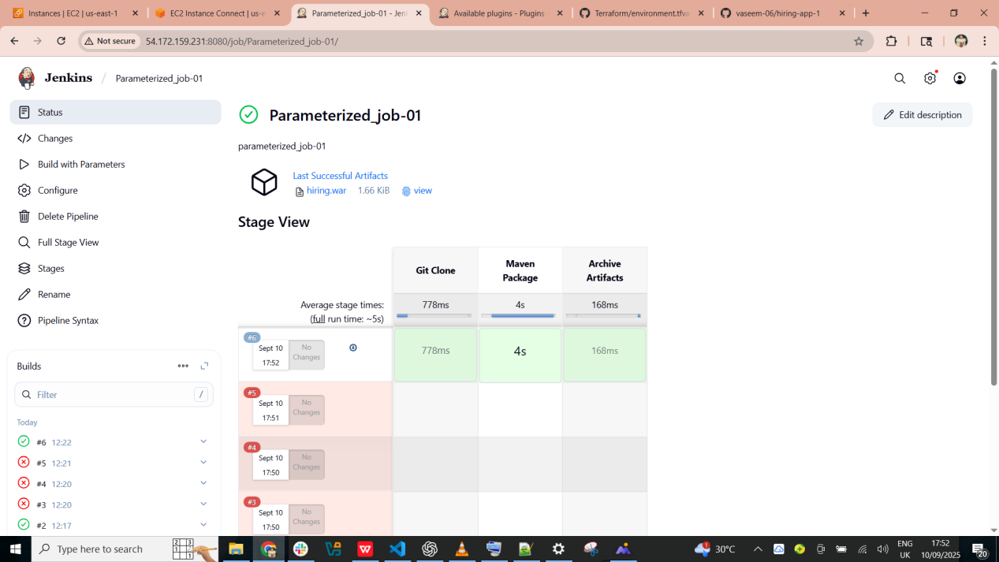 Instances | EC2 | us-east-1
EC2 Instance Connect | us-e
Parameterized_job-01 - Jenk
Available plugins - Plugins
Terraform/environment.tfva
vaseem-06/hiring-app-1
Not secure
54.172.159.231:8080/job/Parameterized_job-01/
Jenkins / Parameterized_job-01
Status
Changes
Build with Parameters
Configure
Delete Pipeline
Full Stage View
Stages
Rename
Pipeline Syntax
Builds
Filter
/
Today
#6 12:22
#5 12:21
#4 12:20
#3 12:20
#2 12:17
Parameterized_job-01
Edit description
parameterized_job-01
Last Successful Artifacts
hiring.war 1.66 KiB view
Stage View
Git Clone
Maven
Package
Archive
Artifacts
Average stage times:
(full run time: ~5s)
778ms
4s
168ms
#6
Sept 10
17:52
No
Changes
778ms
4s
168ms
#5
Sept 10
17:51
No
Changes
#4
Sept 10
17:50
No
Changes
#3
Sept 10
17:50
No
Changes
Type here to search
30°C
ENG
UK
17:52
10/09/2025
20